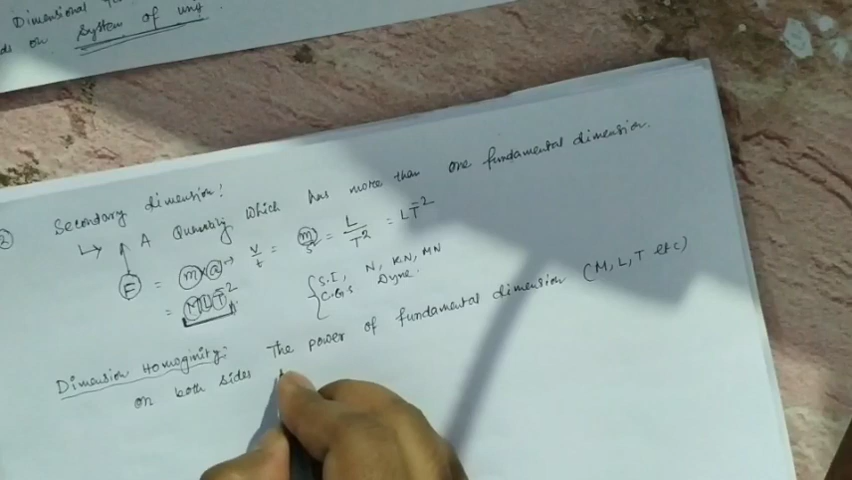 Dimensional
on System of unit.
② Secondary dimension:
↳ A Quantity which has more than one fundamental dimension.
F = m × a → v/t = m/s = L/T² = LT⁻²
= MLT⁻²
{ S.I, N, KN, MN
C.G.S Dyne.
Dimension Homoginity: The power of fundamental dimension (M, L, T etc)
on both sides